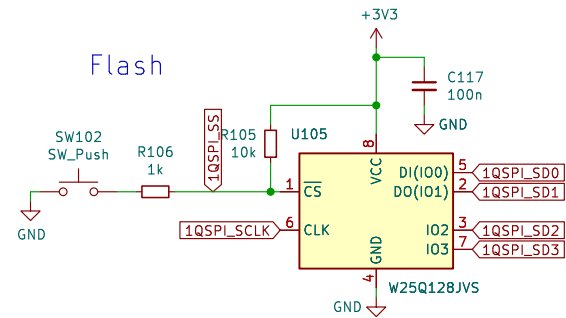 +3V3
Flash
C117
100n
GND
SW102
SW_Push
R106
1k
1QSPI_SS
R105
10k
U105
8
VCC
1
CS
DI(IO0)
5
1QSPI_SD0
DO(IO1)
2
1QSPI_SD1
GND
1QSPI_SCLK
6
CLK
IO2
3
1QSPI_SD2
IO3
7
1QSPI_SD3
GND
4
W25Q128JVS
GND